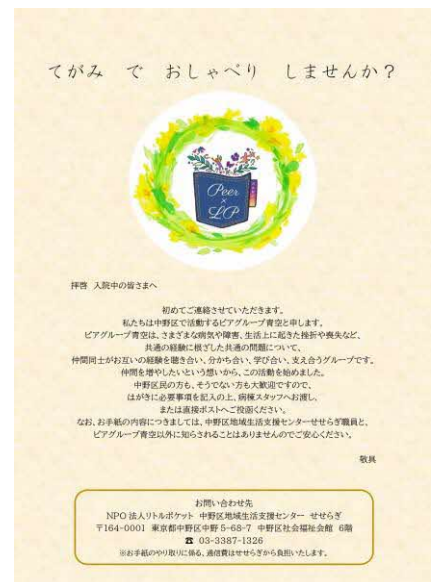 てがみ で おしゃべり しませんか？
Peer
×
LP
拝啓 入院中の皆さまへ
初めてご連絡させていただきます。
私たちは中野区で活動するピアグループ青空と申します。
ピアグループ青空は、さまざまな病気や障害、生活上に起きた挫折や喪失など、
共通の経験に根ざした共通の問題について、
仲間同士がお互いの経験を聴き合い、分かち合い、学び合い、支え合うグループです。
仲間を増やしたいという想いから、この活動を始めました。
中野区民の方も、そうでない方も大歓迎ですので、
はがきに必要事項を記入の上、病棟スタッフへお渡し、
または直接ポストへご投函ください。
なお、お手紙の内容につきましては、中野区地域生活支援センターせせらぎ職員と、
ピアグループ青空以外に知らされることはありませんのでご安心ください。
敬具
お問い合わせ先
NPO 法人リトルポケット 中野区地域生活支援センター せせらぎ
〒164-0001 東京都中野区中野 5-68-7 中野区社会福祉会館 6階
☎ 03-3387-1326
※お手紙のやり取りに係る、通信費はせせらぎから負担いたします。